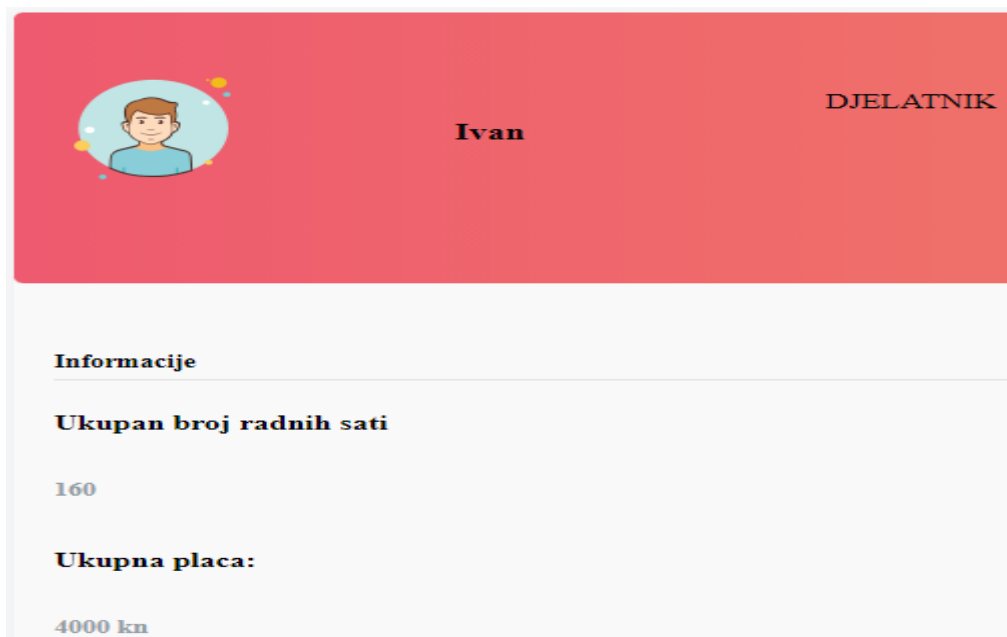 DJELATNIK
Ivan
Informacije
Ukupan broj radnih sati
160
Ukupna placa:
4000 kn